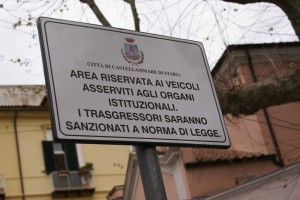 CITTÀ DI CASTELLAMMARE DI STABIA
AREA RISERVATA AI VEICOLI
ASSERVITI AGLI ORGANI
ISTITUZIONALI.
I TRASGRESSORI SARANNO
SANZIONATI A NORMA DI LEGGE.